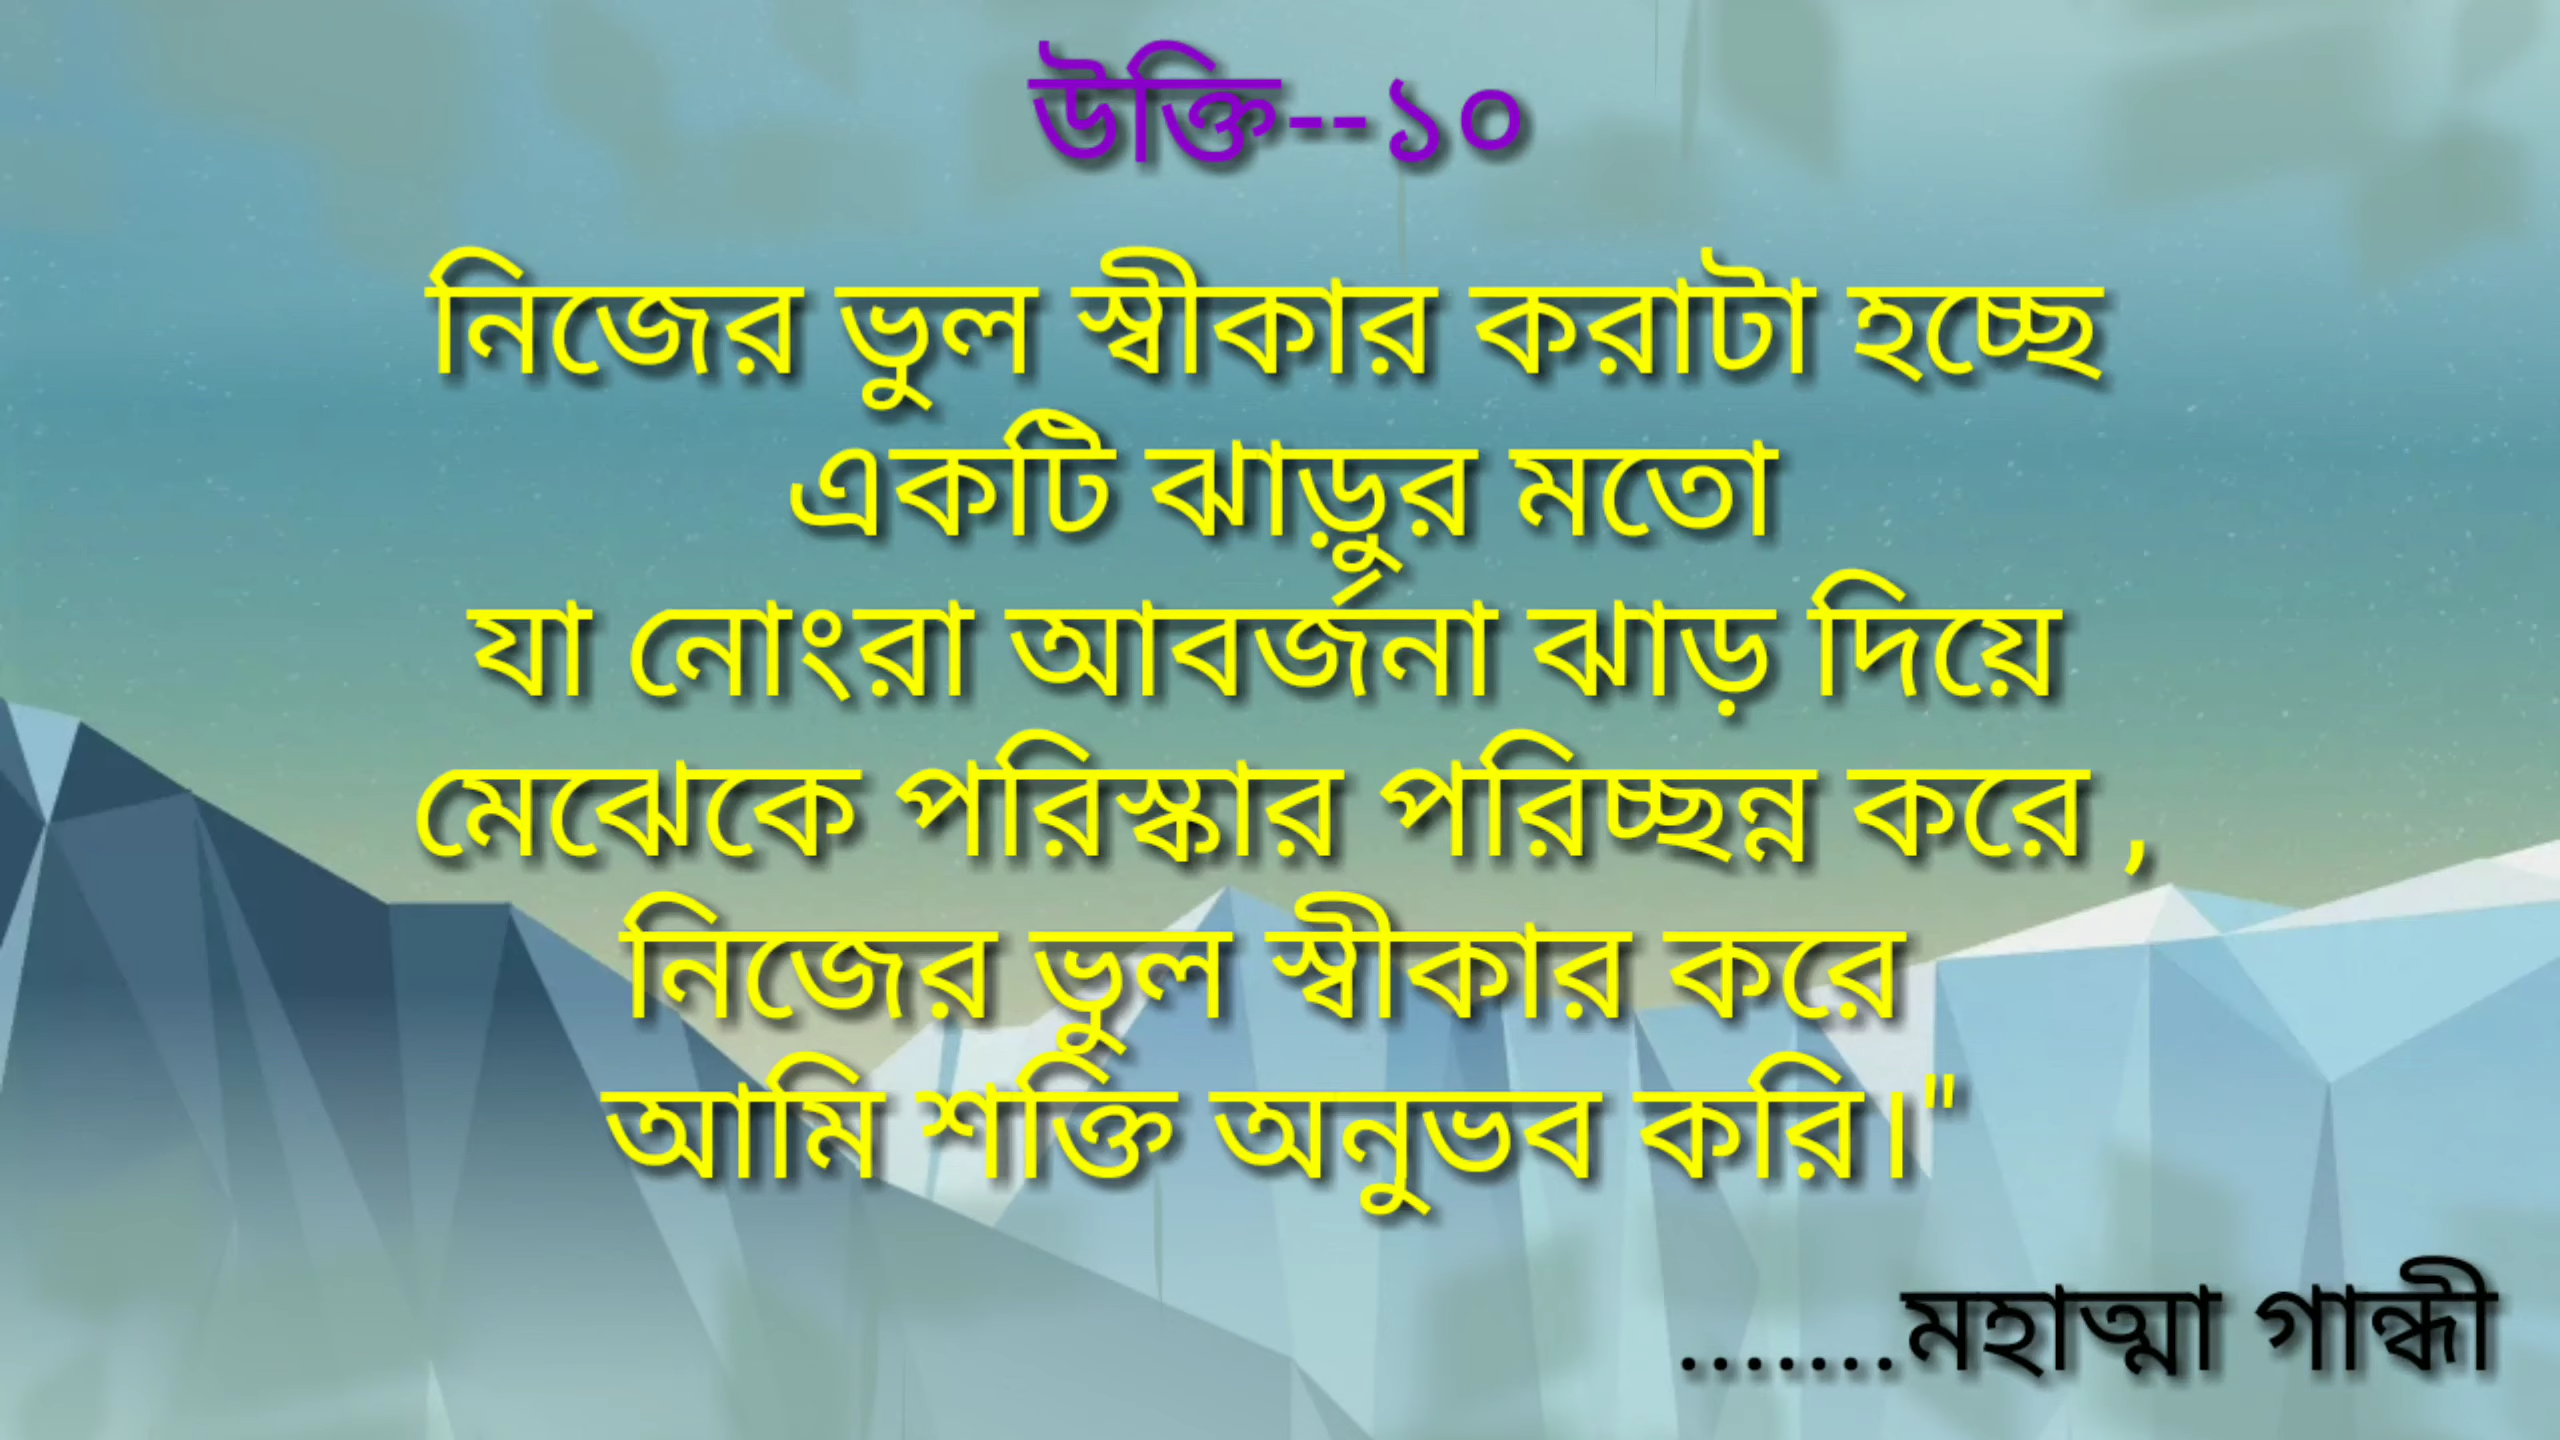 উক্তি--১০
নিজের ভুল স্বীকার করাটা হচ্ছে
একটি ঝাড়ুর মতো
যা নোংরা আবর্জনা ঝাড় দিয়ে
মেঝেকে পরিস্কার পরিচ্ছন্ন করে ,
নিজের ভুল স্বীকার করে
আমি শক্তি অনুভব করি।"
.......মহাত্মা গান্ধী